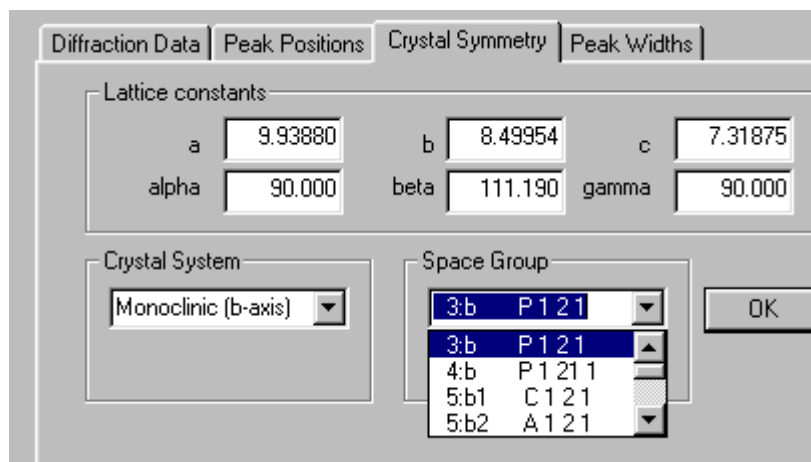 Diffraction Data Peak Positions Crystal Symmetry Peak Widths
Lattice constants
a 9.93880 b 8.49954 c 7.31875
alpha 90.000 beta 111.190 gamma 90.000
Crystal System Space Group
Monoclinic (b-axis) 3:b P 1 2 1 OK
3:b P 1 2 1
4:b P 1 21 1
5:b1 C 1 2 1
5:b2 A 1 2 1